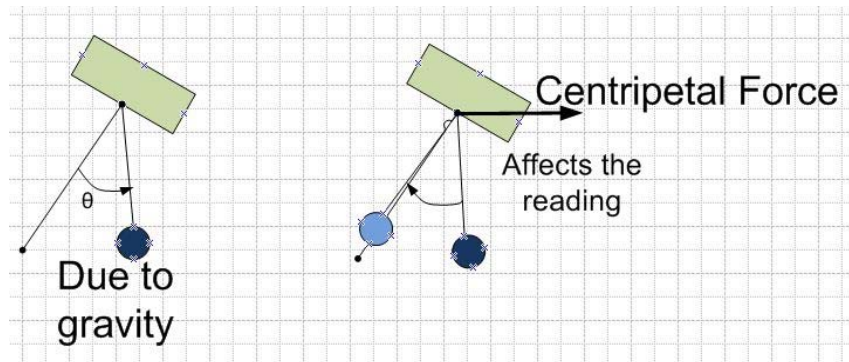 θ
Due to
gravity
Centripetal Force
Affects the
reading